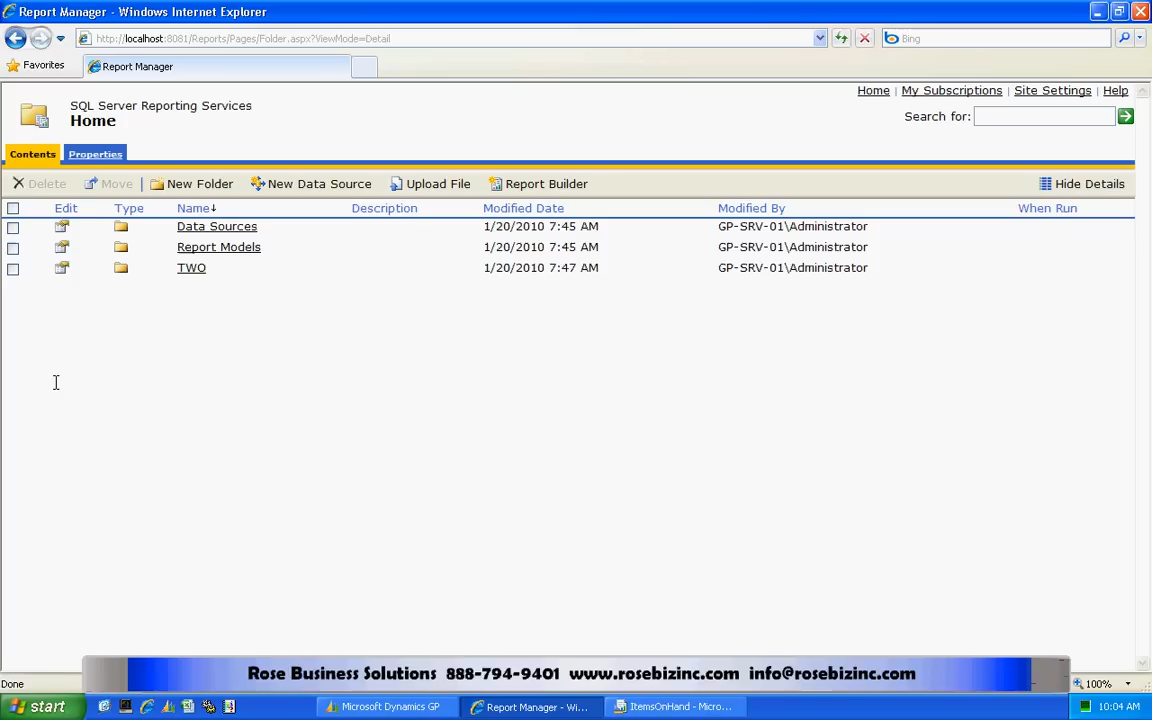 Report Manager - Windows Internet Explorer
http://localhost:8081/Reports/Pages/Folder.aspx?ViewMode=Detail
Bing
Favorites
Report Manager
Home | My Subscriptions | Site Settings | Help
SQL Server Reporting Services
Home
Search for:
Contents Properties
Delete Move | New Folder New Data Source Upload File Report Builder Hide Details
Edit Type Name Description Modified Date Modified By When Run
Data Sources 1/20/2010 7:45 AM GP-SRV-01\Administrator
Report Models 1/20/2010 7:45 AM GP-SRV-01\Administrator
TWO 1/20/2010 7:47 AM GP-SRV-01\Administrator
Rose Business Solutions 888-794-9401 www.rosebizinc.com info@rosebizinc.com
Done
100%
start Microsoft Dynamics GP Report Manager - Wi... ItemsOnHand - Micro... 10:04 AM